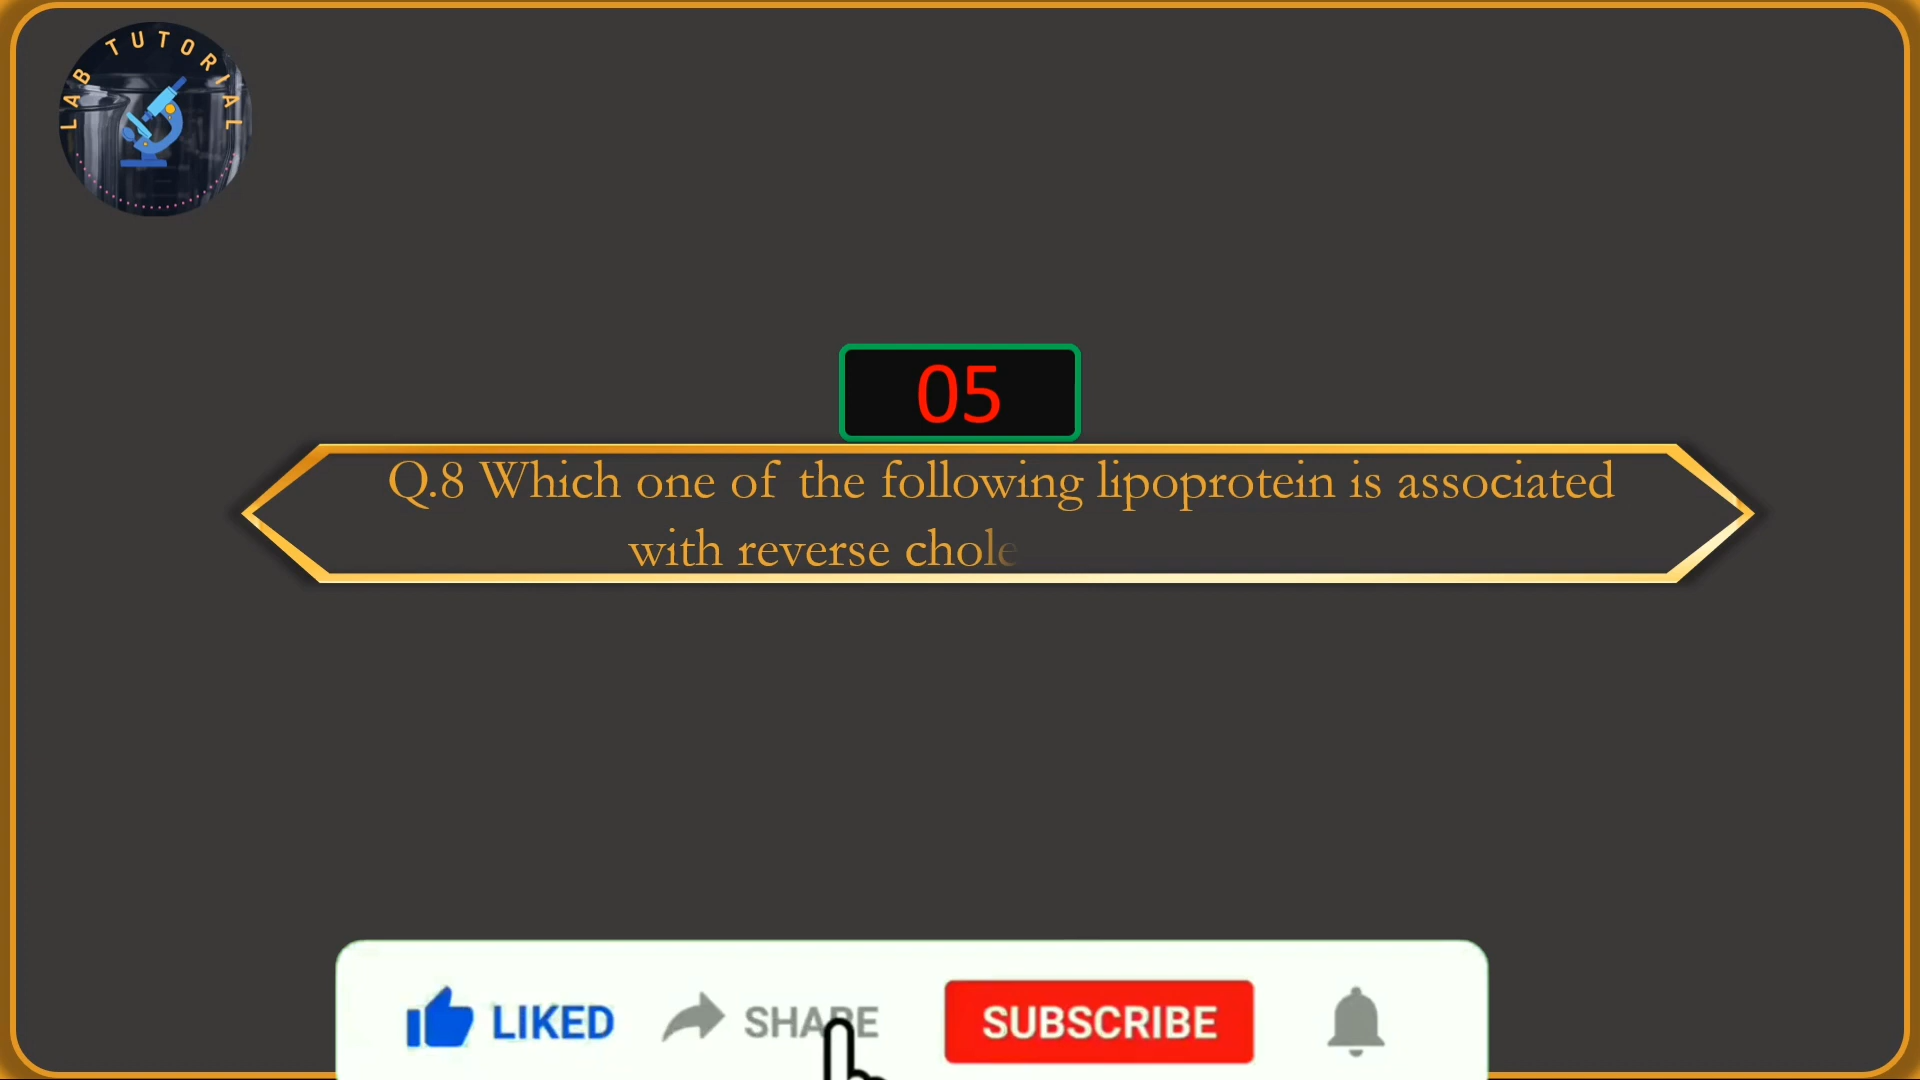 LAB TUTORIAL
05
Q.8 Which one of the following lipoprotein is associated
with reverse chole
LIKED
SHARE
SUBSCRIBE